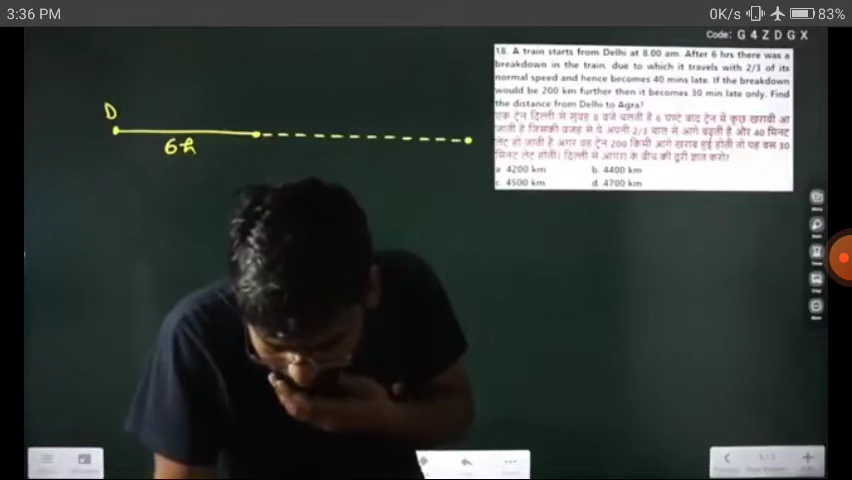 3:36 PM
0K/s 83%
Code: G 4 Z D G X
18. A train starts from Delhi at 8.00 am. After 6 hrs there was a
breakdown in the train, due to which it travels with 2/3 of its
normal speed and hence becomes 40 mins late. If the breakdown
would be 200 km further then it becomes 30 min late only. Find
the distance from Delhi to Agra?
एक ट्रेन दिल्ली से सुबह 8 बजे चलती है 6 घण्टे बाद ट्रेन में कुछ खराबी आ
जाती है जिसकी वजह से ये अपनी 2/3 चाल से आगे बढ़ती है और 40 मिनट
लेट हो जाती है अगर वह ट्रेन 200 किमी आगे खराब हुई होती तो यह बस 30
मिनट लेट होती। दिल्ली से आगरा के बीच की दुरी ज्ञात करो?
a. 4200 km b. 4400 km
c. 4500 km d. 4700 km
D
6h
5/5